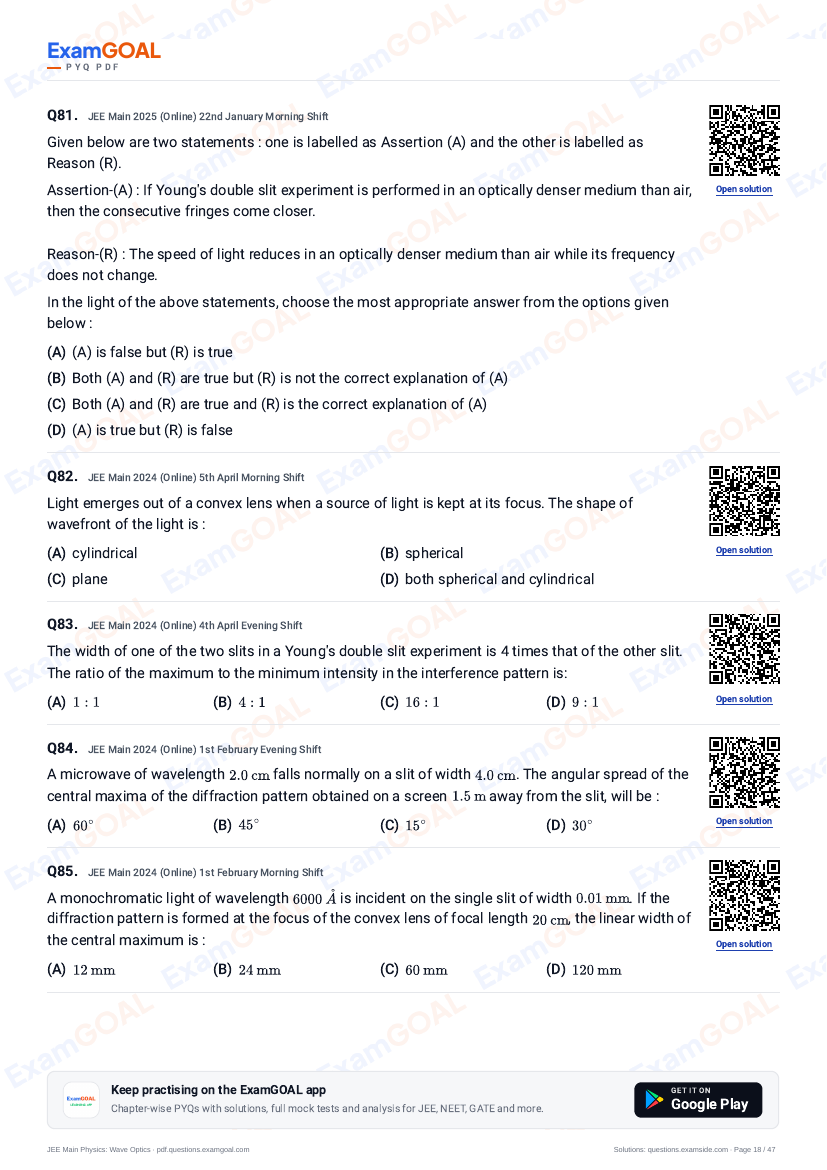 ExamGOAL
PYQ PDF
Q81. JEE Main 2025 (Online) 22nd January Morning Shift
Given below are two statements : one is labelled as Assertion (A) and the other is labelled as
Reason (R).
Open solution
Assertion-(A) : If Young's double slit experiment is performed in an optically denser medium than air,
then the consecutive fringes come closer.
Reason-(R) : The speed of light reduces in an optically denser medium than air while its frequency
does not change.
In the light of the above statements, choose the most appropriate answer from the options given
below :
(A) (A) is false but (R) is true
(B) Both (A) and (R) are true but (R) is not the correct explanation of (A)
(C) Both (A) and (R) are true and (R) is the correct explanation of (A)
(D) (A) is true but (R) is false
Q82. JEE Main 2024 (Online) 5th April Morning Shift
Light emerges out of a convex lens when a source of light is kept at its focus. The shape of
wavefront of the light is :
Open solution
(A) cylindrical (B) spherical
(C) plane (D) both spherical and cylindrical
Q83. JEE Main 2024 (Online) 4th April Evening Shift
The width of one of the two slits in a Young's double slit experiment is 4 times that of the other slit.
The ratio of the maximum to the minimum intensity in the interference pattern is:
Open solution
(A) 1 : 1 (B) 4 : 1 (C) 16 : 1 (D) 9 : 1
Q84. JEE Main 2024 (Online) 1st February Evening Shift
A microwave of wavelength 2.0 cm falls normally on a slit of width 4.0 cm. The angular spread of the
central maxima of the diffraction pattern obtained on a screen 1.5 m away from the slit, will be :
Open solution
(A) 60° (B) 45° (C) 15° (D) 30°
Q85. JEE Main 2024 (Online) 1st February Morning Shift
A monochromatic light of wavelength 6000 Å is incident on the single slit of width 0.01 mm. If the
diffraction pattern is formed at the focus of the convex lens of focal length 20 cm, the linear width of
the central maximum is :
Open solution
(A) 12 mm (B) 24 mm (C) 60 mm (D) 120 mm
Keep practising on the ExamGOAL app
Chapter-wise PYQs with solutions, full mock tests and analysis for JEE, NEET, GATE and more.
GET IT ON
Google Play
JEE Main Physics: Wave Optics · pdf.questions.examgoal.com
Solutions: questions.examside.com · Page 18 / 47